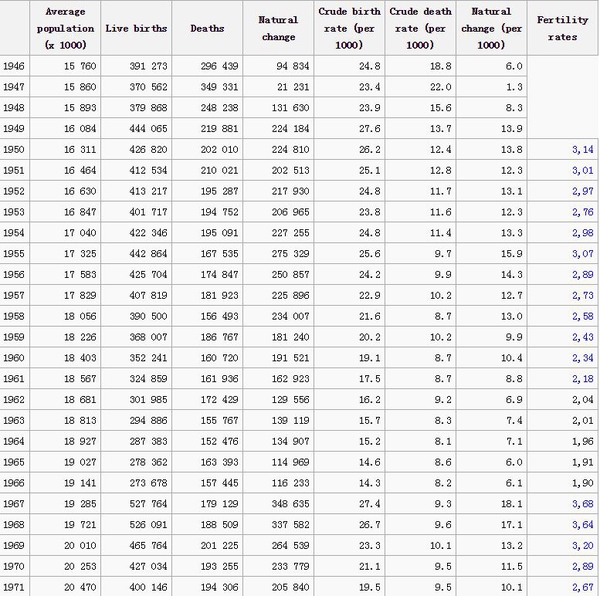 Average population (x 1000) Live births Deaths Natural change Crude birth rate (per 1000) Crude death rate (per 1000) Natural change (per 1000) Fertility rates
1946 15 760 391 273 296 439 94 834 24.8 18.8 6.0
1947 15 860 370 562 349 331 21 231 23.4 22.0 1.3
1948 15 893 379 868 248 238 131 630 23.9 15.6 8.3
1949 16 084 444 065 219 881 224 184 27.6 13.7 13.9
1950 16 311 426 820 202 010 224 810 26.2 12.4 13.8 3,14
1951 16 464 412 534 210 021 202 513 25.1 12.8 12.3 3,01
1952 16 630 413 217 195 287 217 930 24.8 11.7 13.1 2,97
1953 16 847 401 717 194 752 206 965 23.8 11.6 12.3 2,76
1954 17 040 422 346 195 091 227 255 24.8 11.4 13.3 2,98
1955 17 325 442 864 167 535 275 329 25.6 9.7 15.9 3,07
1956 17 583 425 704 174 847 250 857 24.2 9.9 14.3 2,89
1957 17 829 407 819 181 923 225 896 22.9 10.2 12.7 2,73
1958 18 056 390 500 156 493 234 007 21.6 8.7 13.0 2,58
1959 18 226 368 007 186 767 181 240 20.2 10.2 9.9 2,43
1960 18 403 352 241 160 720 191 521 19.1 8.7 10.4 2,34
1961 18 567 324 859 161 936 162 923 17.5 8.7 8.8 2,18
1962 18 681 301 985 172 429 129 556 16.2 9.2 6.9 2,04
1963 18 813 294 886 155 767 139 119 15.7 8.3 7.4 2,01
1964 18 927 287 383 152 476 134 907 15.2 8.1 7.1 1,96
1965 19 027 278 362 163 393 114 969 14.6 8.6 6.0 1,91
1966 19 141 273 678 157 445 116 233 14.3 8.2 6.1 1,90
1967 19 285 527 764 179 129 348 635 27.4 9.3 18.1 3,68
1968 19 721 526 091 188 509 337 582 26.7 9.6 17.1 3,64
1969 20 010 465 764 201 225 264 539 23.3 10.1 13.2 3,20
1970 20 253 427 034 193 255 233 779 21.1 9.5 11.5 2,89
1971 20 470 400 146 194 306 205 840 19.5 9.5 10.1 2,67